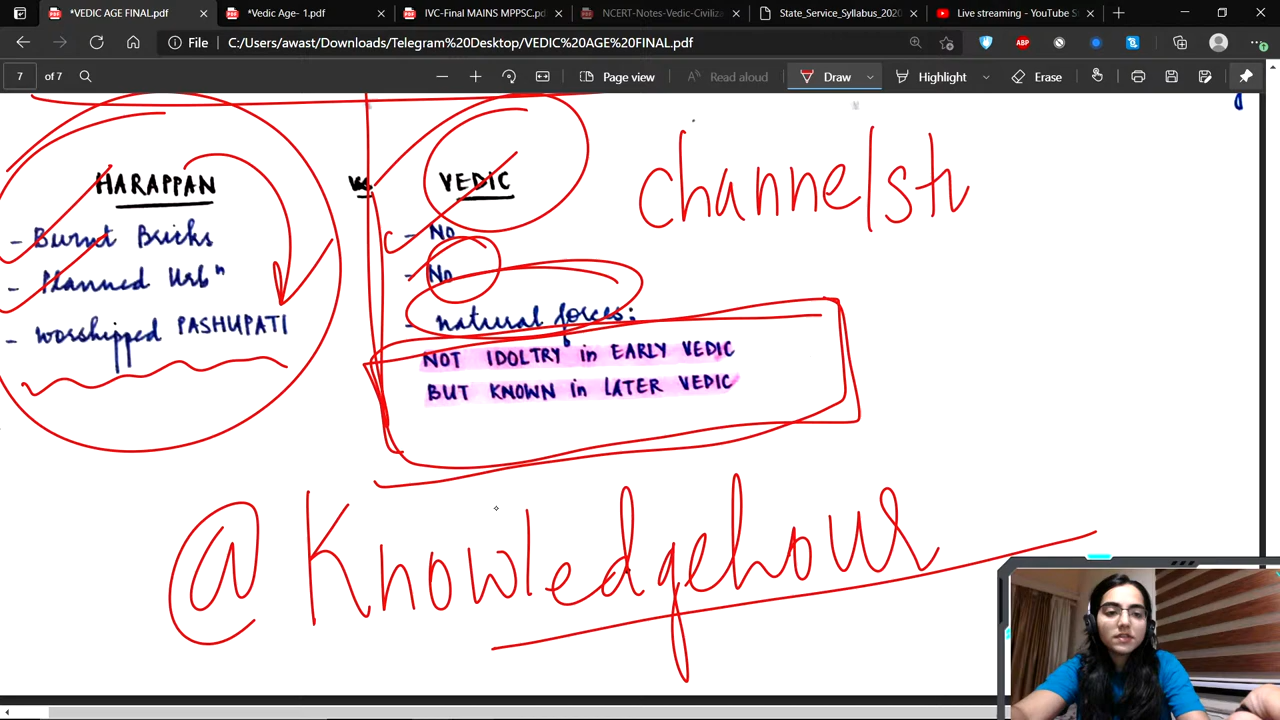 *VEDIC AGE FINAL.pdf
*Vedic Age- 1.pdf
IVC-Final MAINS MPPSC.pd
NCERT-Notes-Vedic-Civiliz
State_Service_Syllabus_2020
Live streaming - YouTube S
File C:/Users/awast/Downloads/Telegram%20Desktop/VEDIC%20AGE%20FINAL.pdf
ABP
7 of 7
Page view
Read aloud
Draw
Highlight
Erase
HARAPPAN
- Burnt Bricks
- Planned Urbⁿ
- worshipped PASHUPATI
VEDIC
- No
- No
- natural forces:
NOT IDOLTRY in EARLY VEDIC
BUT KNOWN in LATER VEDIC
@Knowledgehour